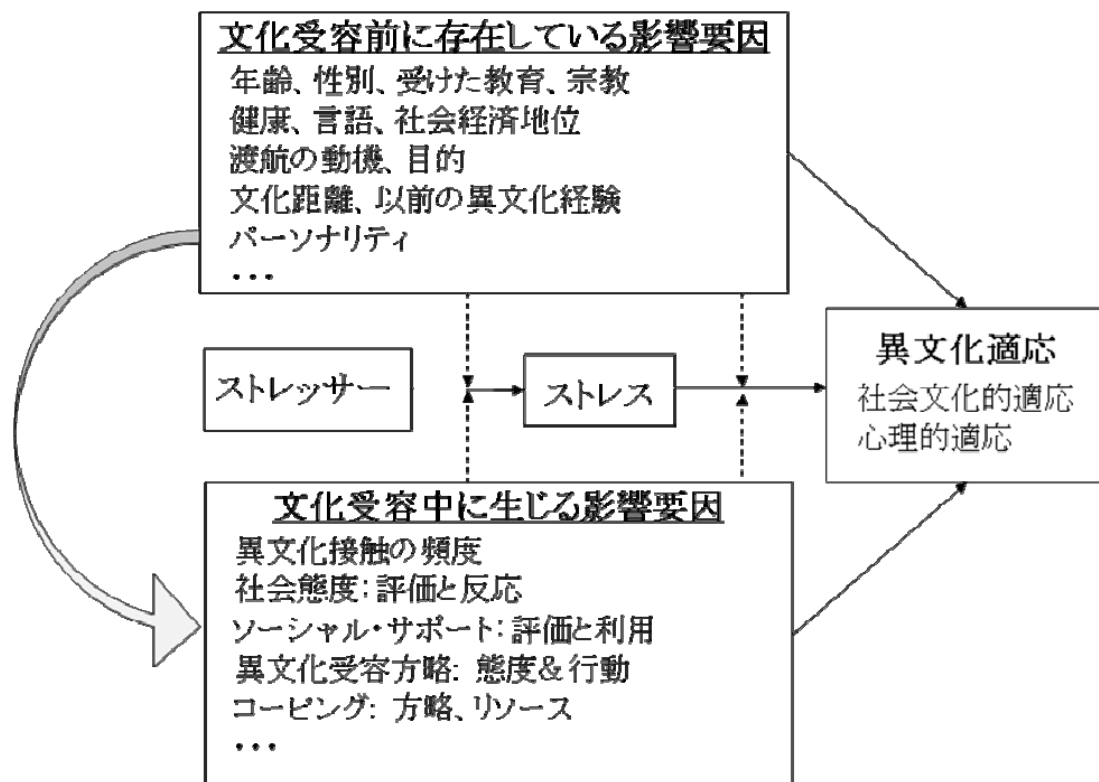 文化受容前に存在している影響要因
年齢、性別、受けた教育、宗教
健康、言語、社会経済地位
渡航の動機、目的
文化距離、以前の異文化経験
パーソナリティ
・・・
ストレッサー
ストレス
異文化適応
社会文化的適応
心理的適応
文化受容中に生じる影響要因
異文化接触の頻度
社会態度：評価と反応
ソーシャル・サポート：評価と利用
異文化受容方略： 態度＆行動
コーピング： 方略、リソース
・・・